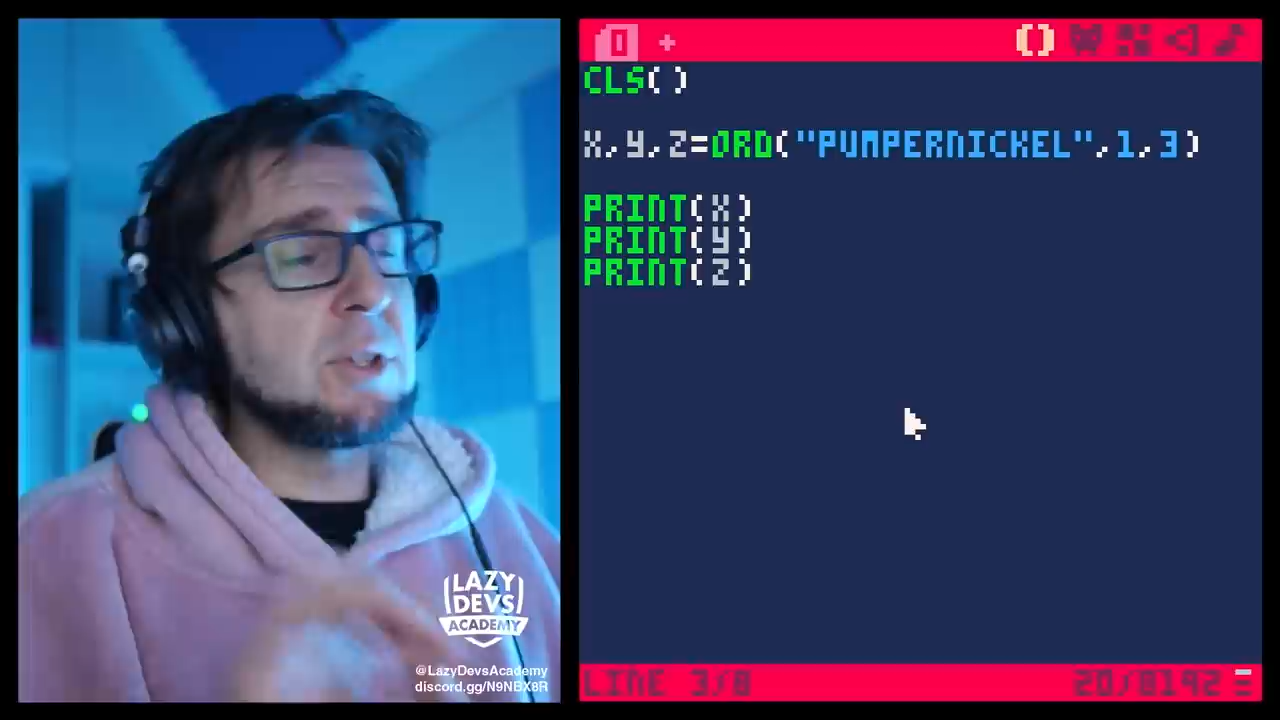 LAZY
DEVS
ACADEMY
@LazyDevsAcademy
discord.gg/N9NBX8R
0 +
CLS()
X,Y,Z=ORD("PUMPERNICKEL",1,3)
PRINT(X)
PRINT(Y)
PRINT(Z)
LINE 3/8
20/8192